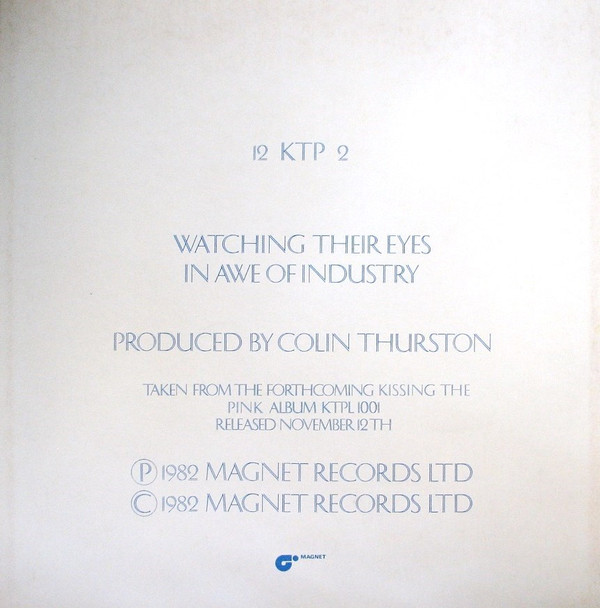 12 KTP 2
WATCHING THEIR EYES
IN AWE OF INDUSTRY
PRODUCED BY COLIN THURSTON
TAKEN FROM THE FORTHCOMING KISSING THE
PINK ALBUM KTPL 1001
RELEASED NOVEMBER 12TH
Ⓟ 1982 MAGNET RECORDS LTD
© 1982 MAGNET RECORDS LTD
MAGNET